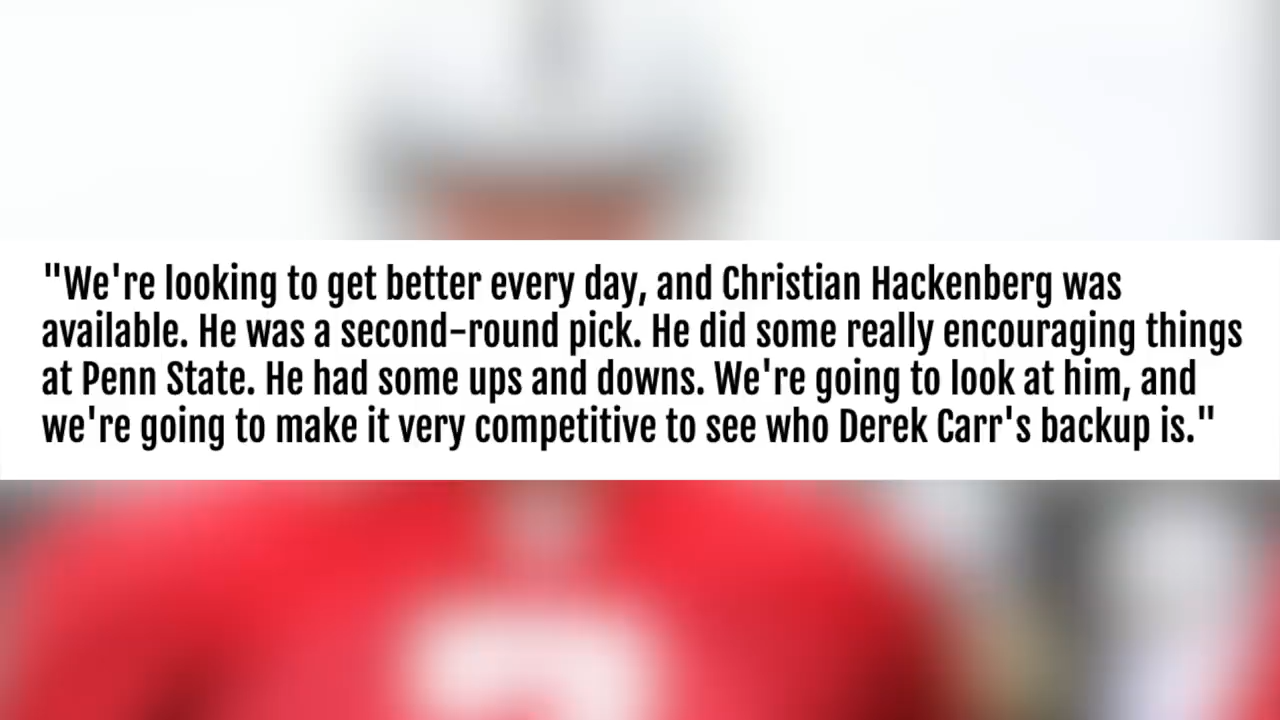 "We're looking to get better every day, and Christian Hackenberg was
available. He was a second-round pick. He did some really encouraging things
at Penn State. He had some ups and downs. We're going to look at him, and
we're going to make it very competitive to see who Derek Carr's backup is."